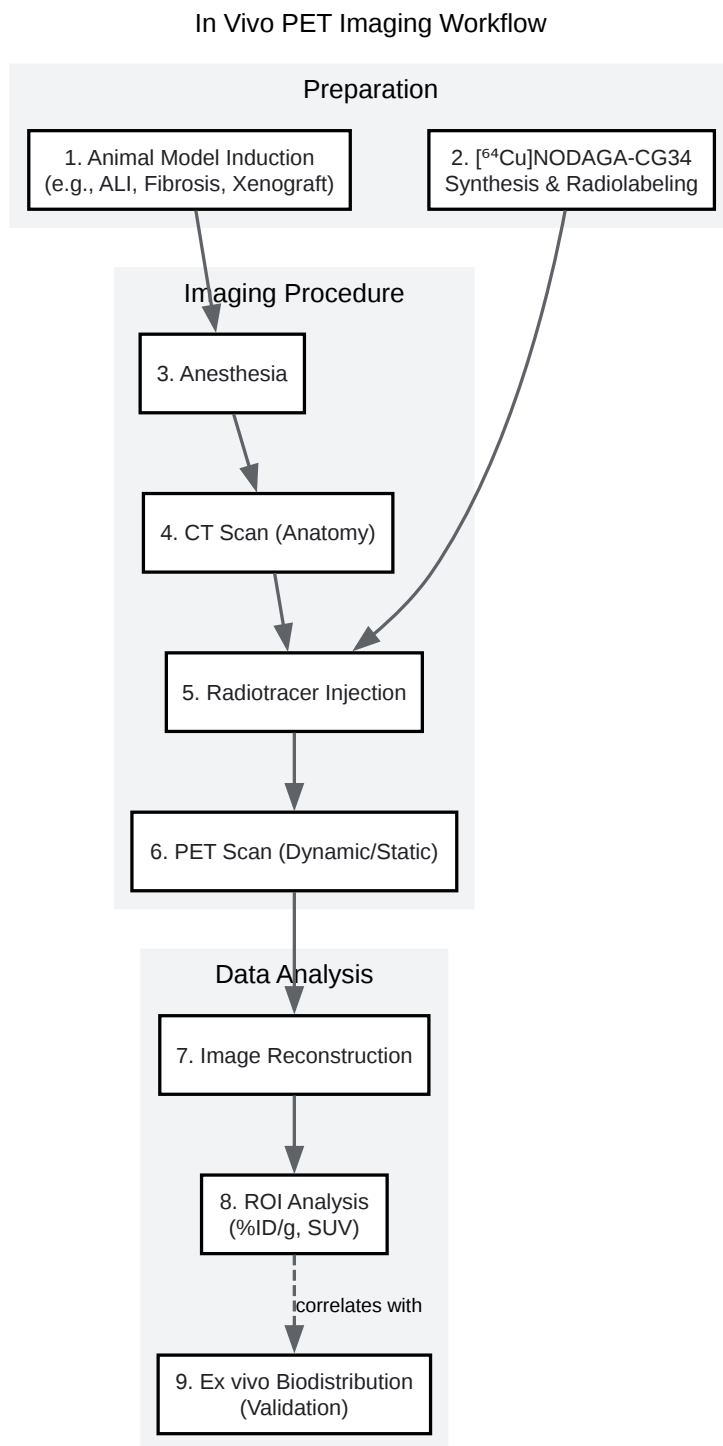 In Vivo PET Imaging Workflow
Preparation
1. Animal Model Induction
(e.g., ALI, Fibrosis, Xenograft)
2. [⁶⁴Cu]NODAGA-CG34
Synthesis & Radiolabeling
Imaging Procedure
3. Anesthesia
4. CT Scan (Anatomy)
5. Radiotracer Injection
6. PET Scan (Dynamic/Static)
Data Analysis
7. Image Reconstruction
8. ROI Analysis
(%ID/g, SUV)
correlates with
9. Ex vivo Biodistribution
(Validation)